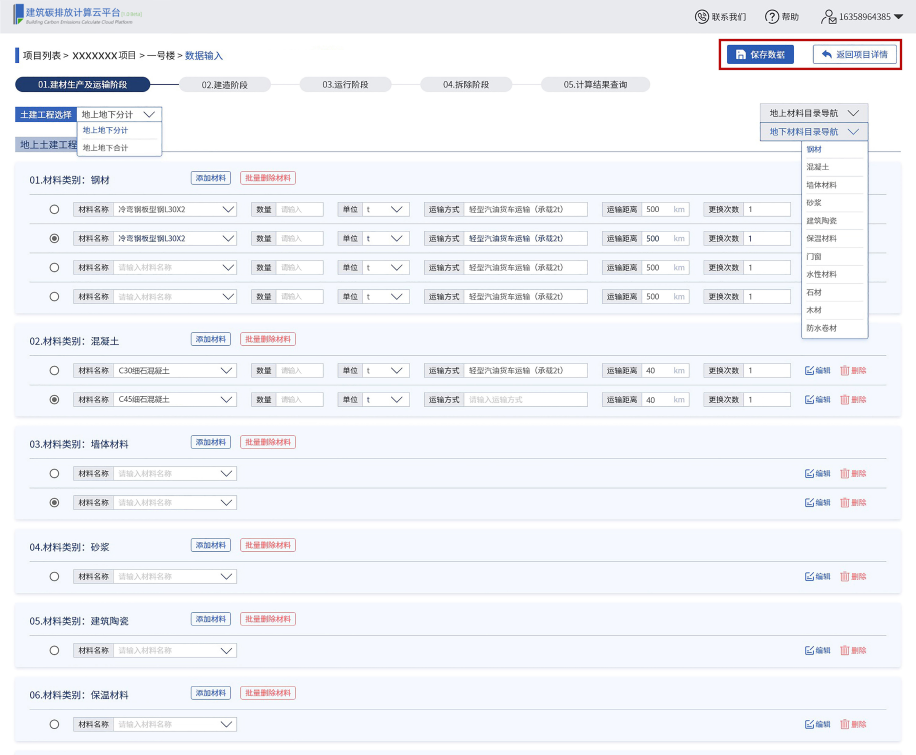 建筑碳排放计算云平台
Building Carbon Emissions Calculate Cloud Platform
联系我们 帮助 16358964385
项目列表 > XXXXXXX项目 > 一号楼 > 数据输入
保存数据 返回项目详情
01.建材生产及运输阶段 02.建造阶段 03.运行阶段 04.拆除阶段 05.计算结果查询
土建工程选择 地上地下分计
地上材料目录导航
地上地下分计
地下材料目录导航
地上土建工程
地上地下合计
钢材
混凝土
墙体材料
砂浆
建筑陶瓷
保温材料
门窗
水性材料
石材
木材
防水卷材
01.材料类别：钢材 添加材料 批量删除材料
材料名称 冷弯钢板型钢L30X2 数量 请输入 单位 t 运输方式 轻型汽油货车运输（承载2t） 运输距离 500 km 更换次数 1
材料名称 冷弯钢板型钢L30X2 数量 请输入 单位 t 运输方式 轻型汽油货车运输（承载2t） 运输距离 500 km 更换次数 1
材料名称 请输入材料名称 数量 请输入 单位 t 运输方式 轻型汽油货车运输（承载2t） 运输距离 500 km 更换次数 1
材料名称 请输入材料名称 数量 请输入 单位 t 运输方式 轻型汽油货车运输（承载2t） 运输距离 500 km 更换次数 1
02.材料类别：混凝土 添加材料 批量删除材料
材料名称 C30细石混凝土 数量 请输入 单位 t 运输方式 轻型汽油货车运输（承载2t） 运输距离 40 km 更换次数 1 编辑 删除
材料名称 C45细石混凝土 数量 请输入 单位 t 运输方式 请输入运输方式 运输距离 40 km 更换次数 1 编辑 删除
03.材料类别：墙体材料 添加材料 批量删除材料
材料名称 请输入材料名称 编辑 删除
材料名称 请输入材料名称 编辑 删除
04.材料类别：砂浆 添加材料 批量删除材料
材料名称 请输入材料名称 编辑 删除
05.材料类别：建筑陶瓷 添加材料 批量删除材料
材料名称 请输入材料名称 编辑 删除
06.材料类别：保温材料 添加材料 批量删除材料
材料名称 请输入材料名称 编辑 删除